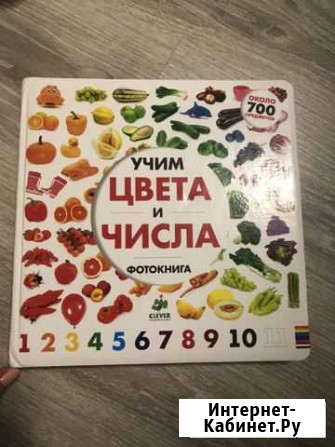 ОКОЛО
700
ПРЕДМЕТОВ
УЧИМ
ЦВЕТА
И
ЧИСЛА
ФОТОКНИГА
CLEVER
1 2 3 4 5 6 7 8 9 10 11
Интернет-
Кабинет.Ру